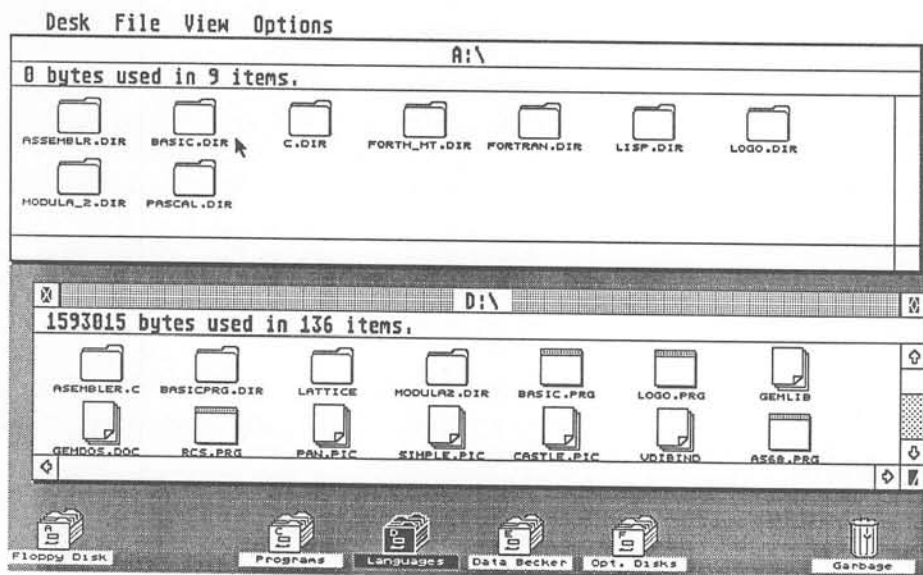 Desk File View Options
A:\
0 bytes used in 9 items.
ASSEMBLR.DIR BASIC.DIR C.DIR FORTH_MT.DIR FORTRAN.DIR LISP.DIR LOGO.DIR
MODULA_2.DIR PASCAL.DIR
D:\
1593015 bytes used in 136 items.
ASEMBLER.C BASICPRG.DIR LATTICE MODULA2.DIR BASIC.PRG LOGO.PRG GEMLIB
GEMDOS.DOC RCS.PRG PAN.PIC SIMPLE.PIC CASTLE.PIC VDIBIND AS68.PRG
A C D E F
Floppy Disk Programs Languages Data Becker Opt. Disks Garbage